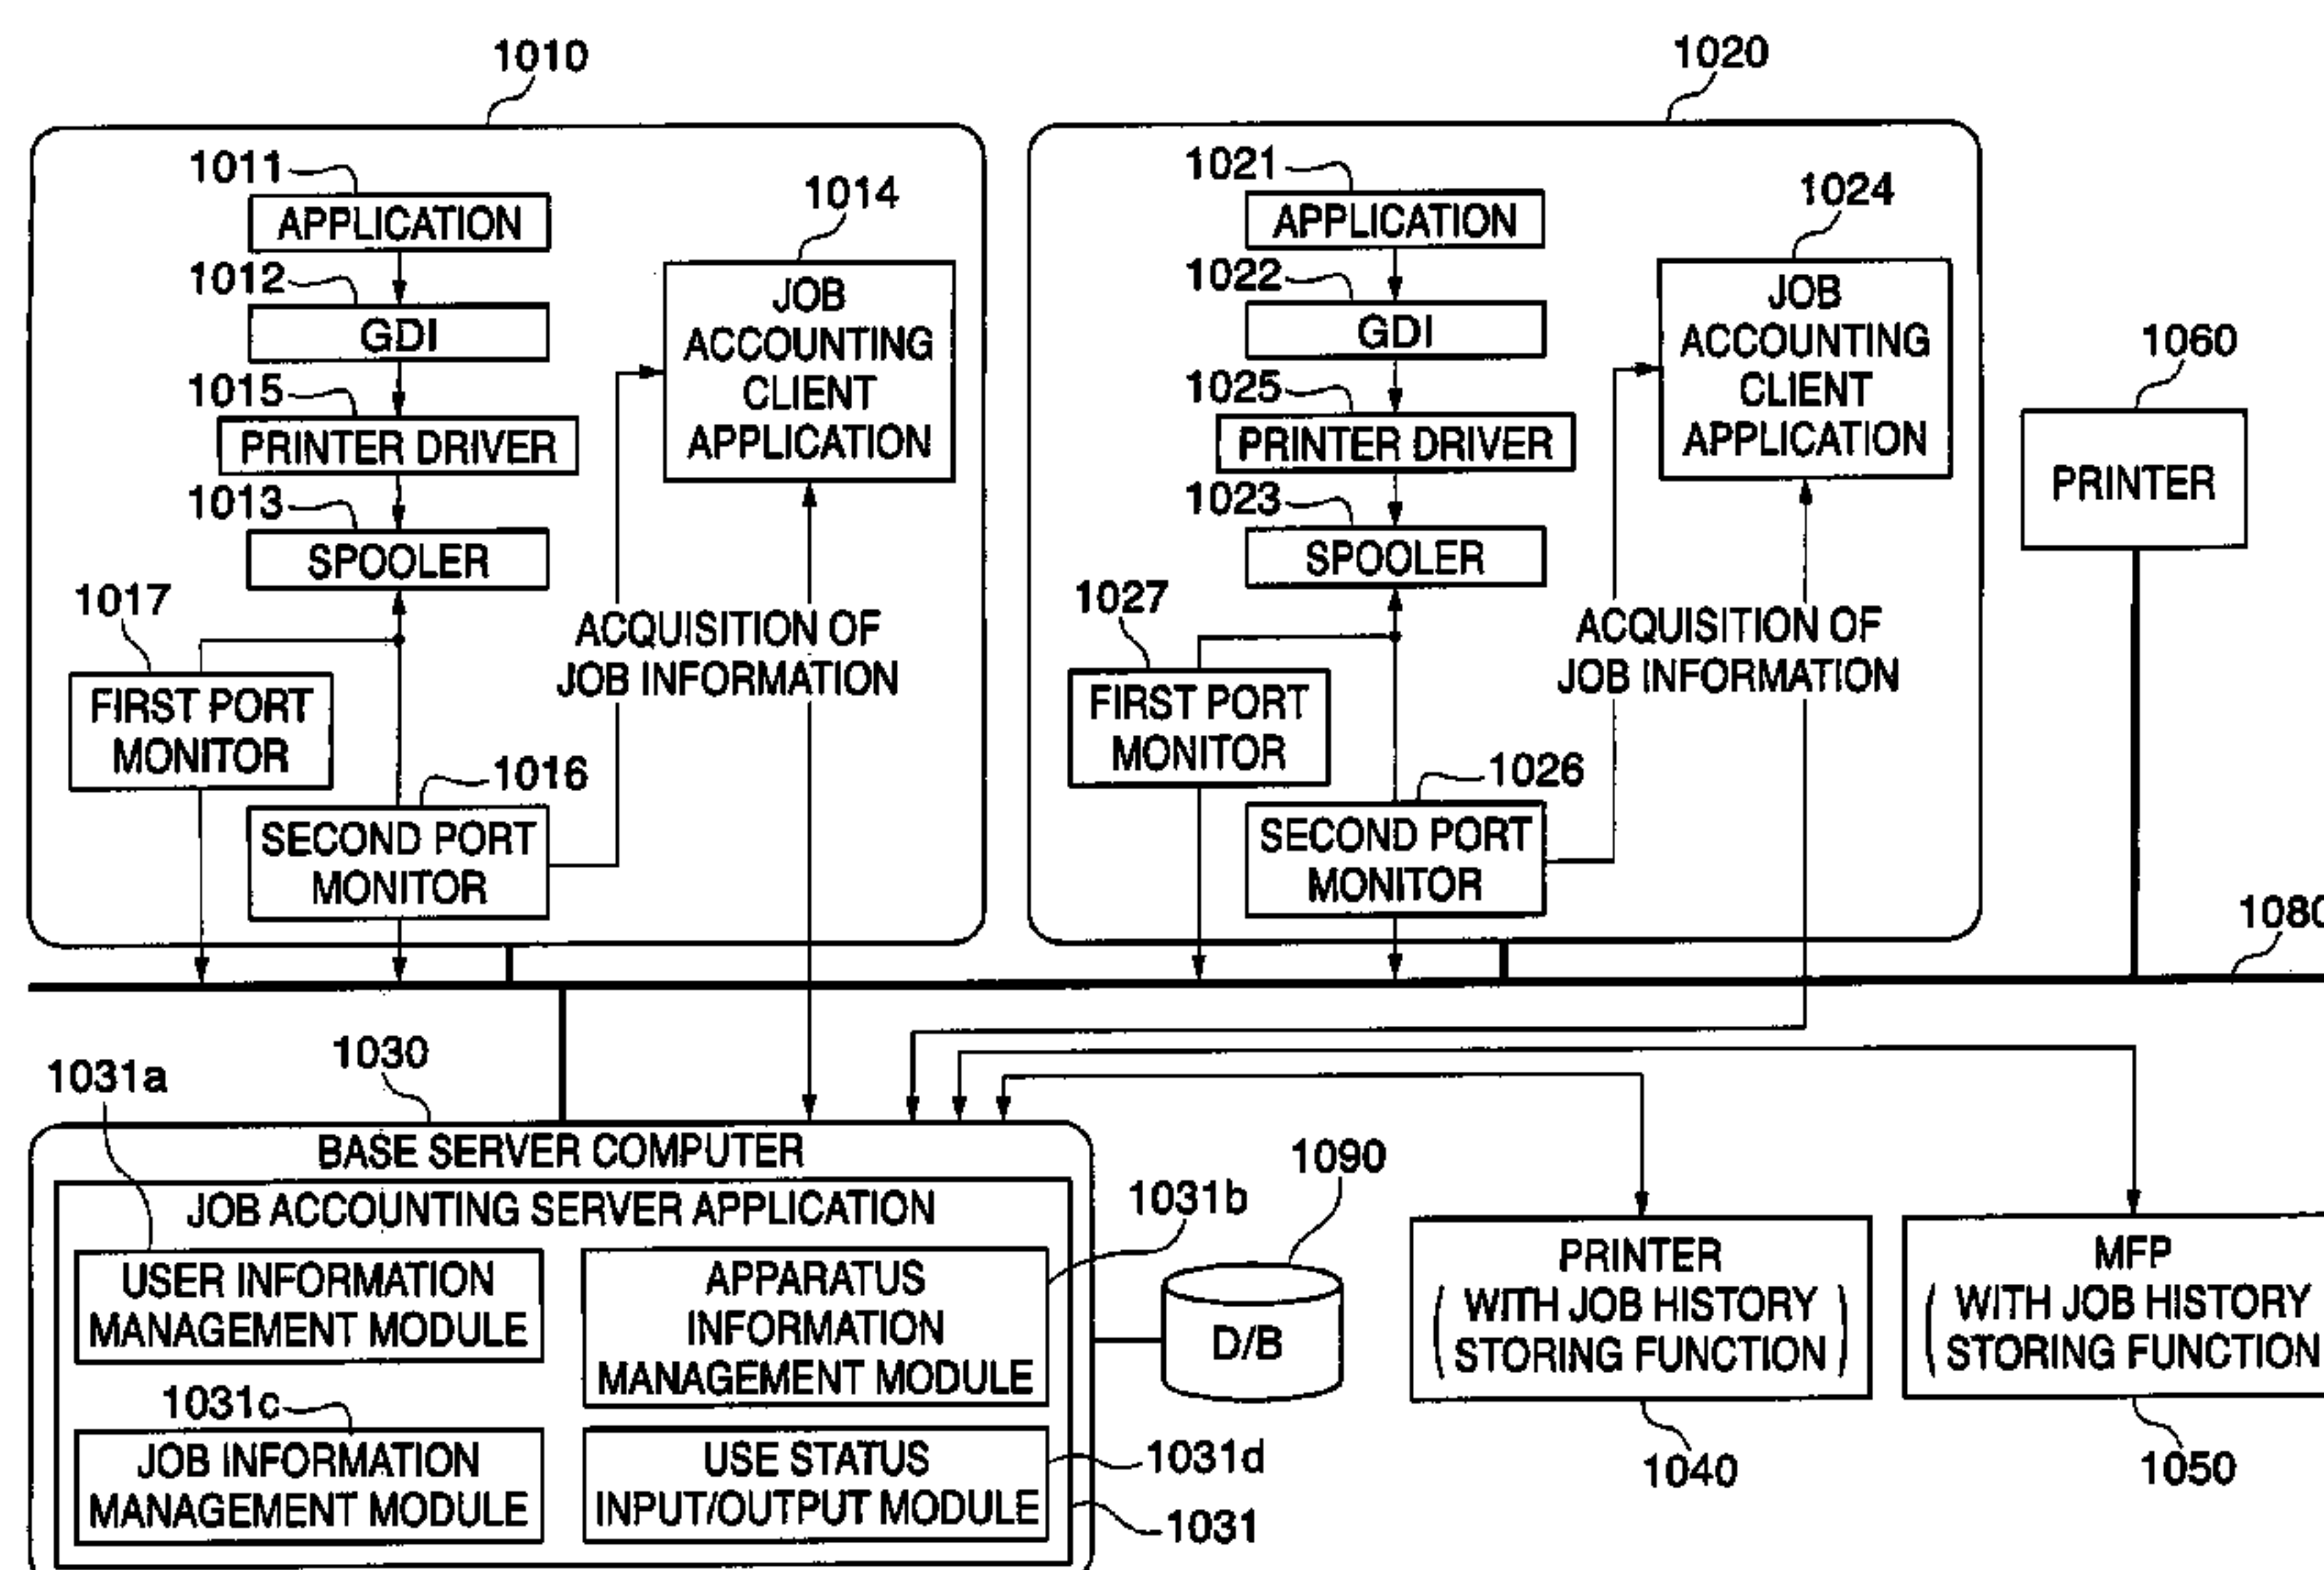 1010
1020
1011
APPLICATION
1012
GDI
1015
PRINTER DRIVER
1013
SPOOLER
1014
JOB
ACCOUNTING
CLIENT
APPLICATION
1017
FIRST PORT
MONITOR
ACQUISITION OF
JOB INFORMATION
1016
SECOND PORT
MONITOR
1021
APPLICATION
1022
GDI
1025
PRINTER DRIVER
1023
SPOOLER
1024
JOB
ACCOUNTING
CLIENT
APPLICATION
1027
FIRST PORT
MONITOR
ACQUISITION OF
JOB INFORMATION
1026
SECOND PORT
MONITOR
1060
PRINTER
1080
1030
1031a
BASE SERVER COMPUTER
JOB ACCOUNTING SERVER APPLICATION
USER INFORMATION
MANAGEMENT MODULE
1031b
APPARATUS
INFORMATION
MANAGEMENT MODULE
1031c
JOB INFORMATION
MANAGEMENT MODULE
USE STATUS
INPUT/OUTPUT MODULE
1031d
1031
1090
D/B
PRINTER
( WITH JOB HISTORY
STORING FUNCTION )
1040
MFP
( WITH JOB HISTORY
STORING FUNCTION
1050